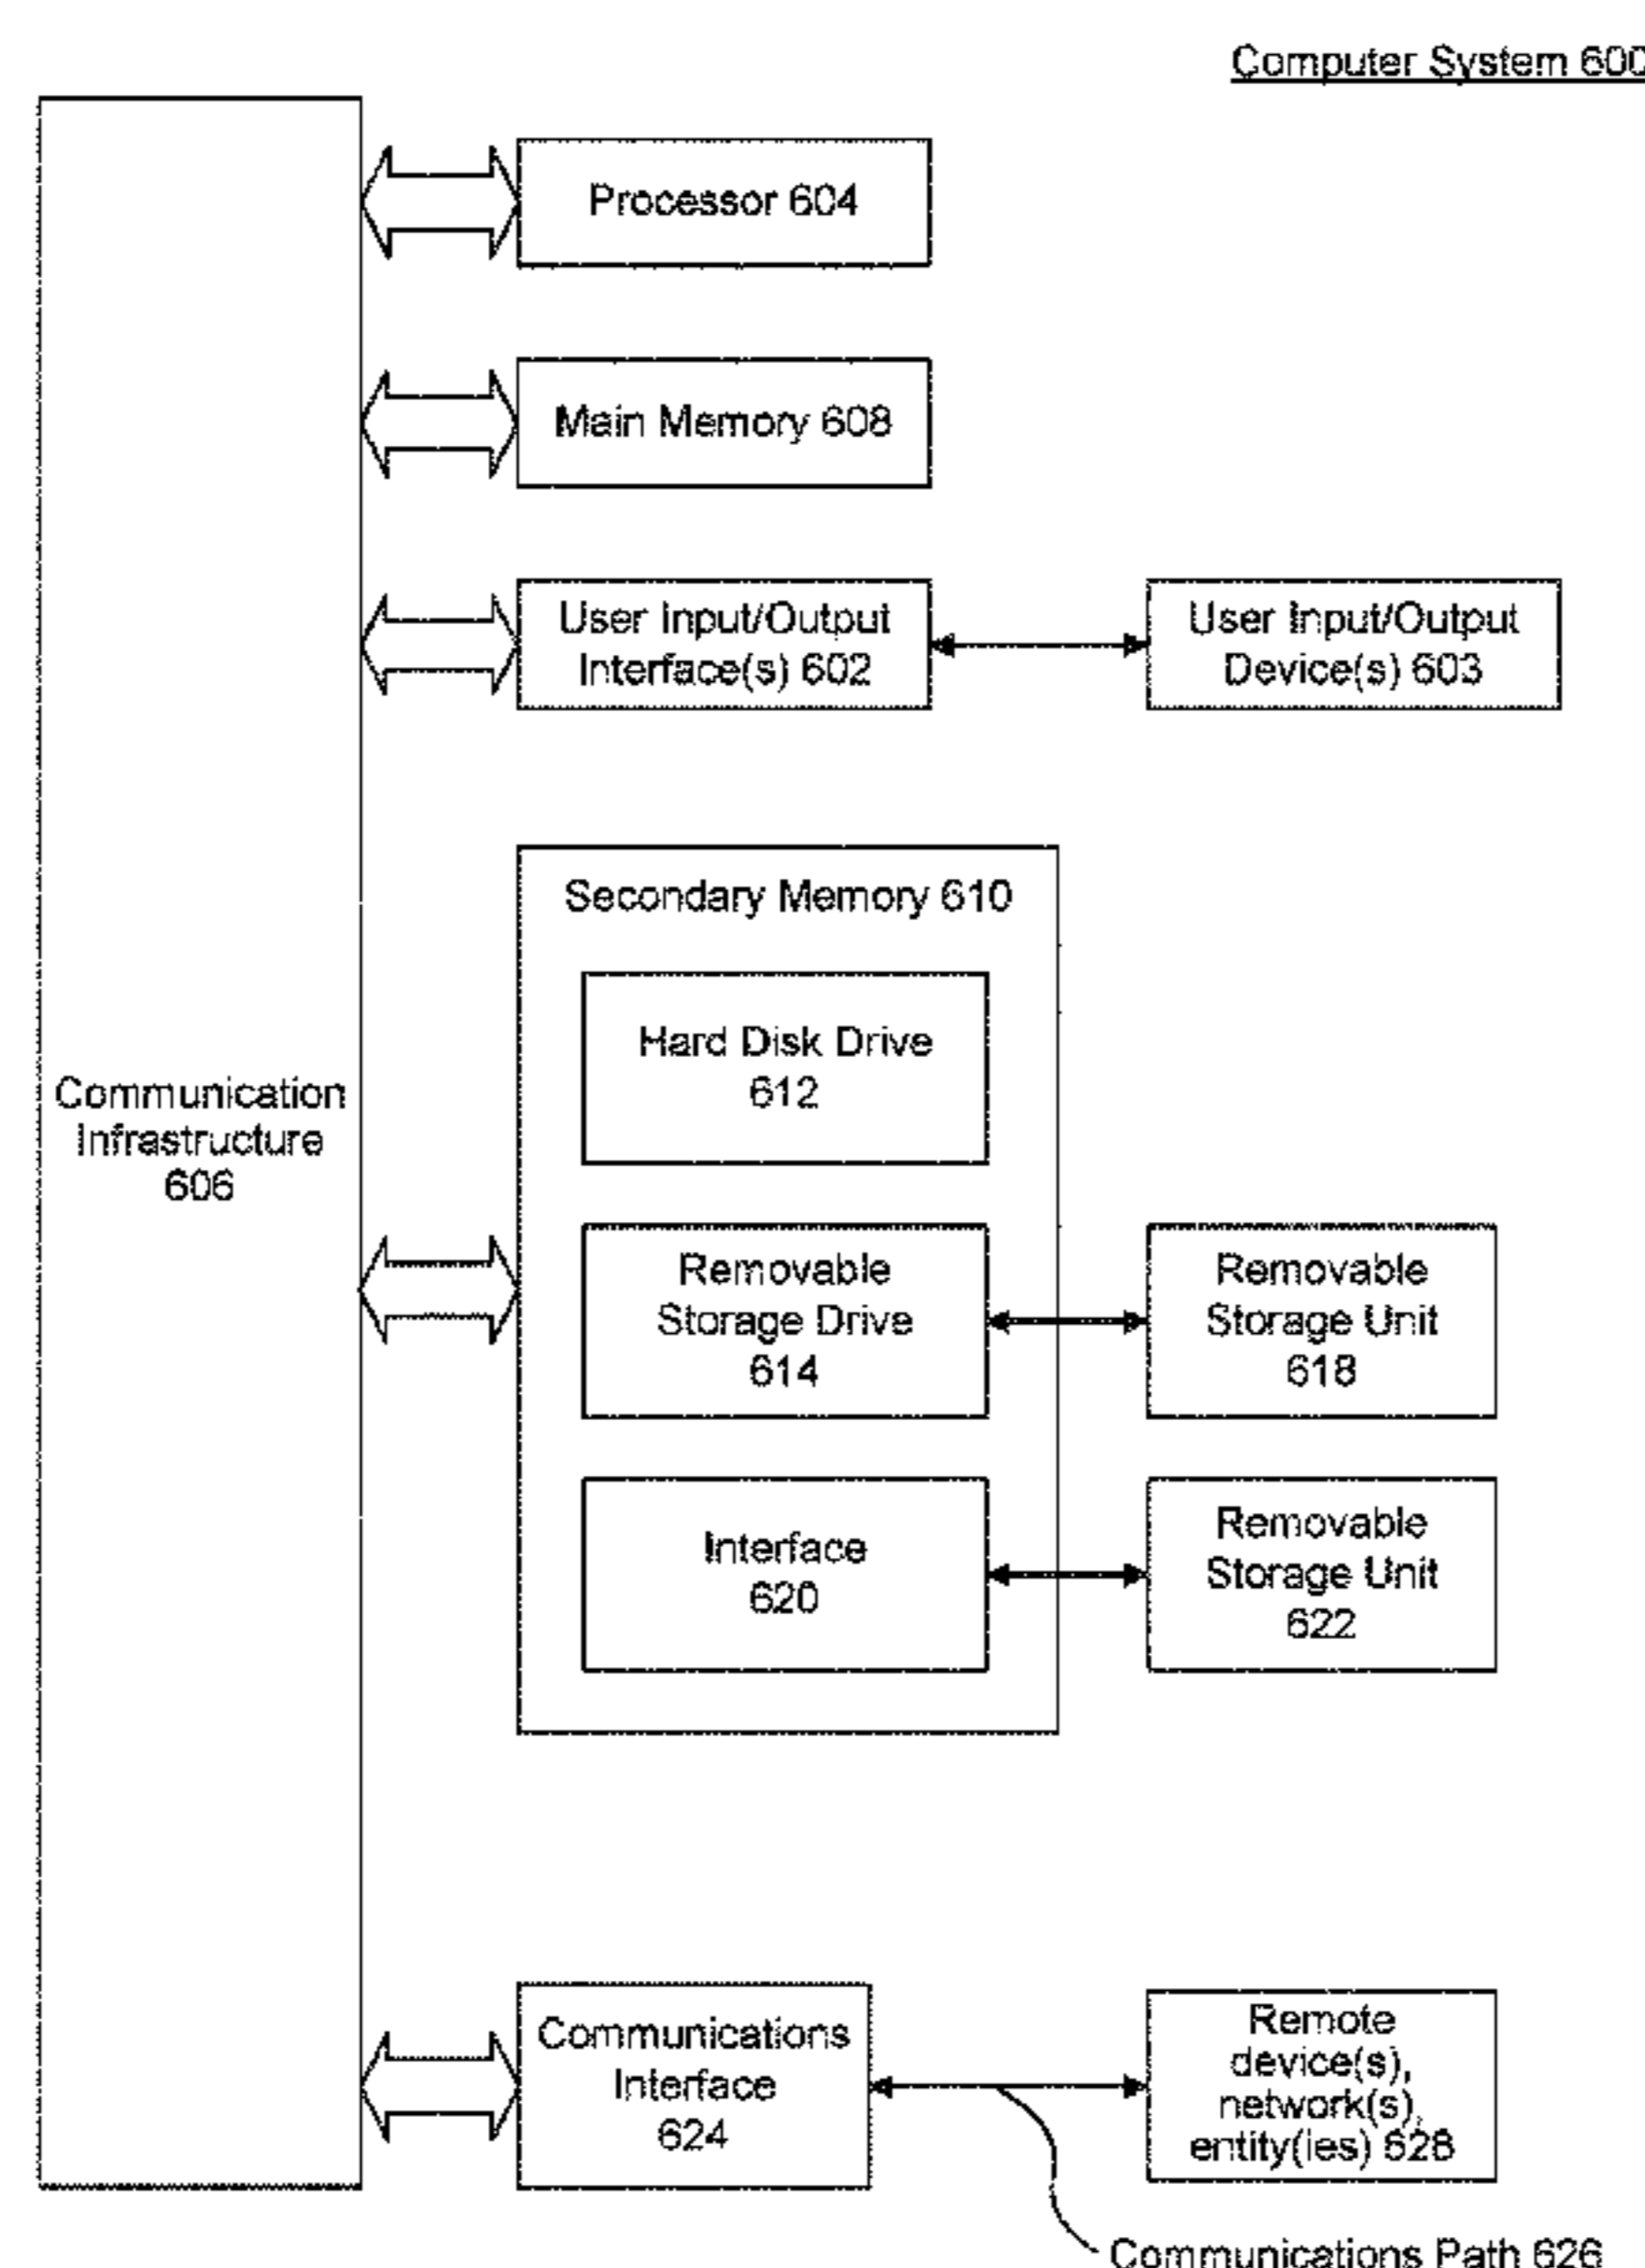 Computer System 600
Processor 604
Main Memory 608
User Input/Output
Interface(s) 602
User Input/Output
Device(s) 603
Secondary Memory 610
Hard Disk Drive
612
Communication
Infrastructure
606
Removable
Storage Drive
614
Removable
Storage Unit
618
Interface
620
Removable
Storage Unit
622
Communications
Interface
624
Remote
device(s),
network(s),
entity(ies) 628
Communications Path 626